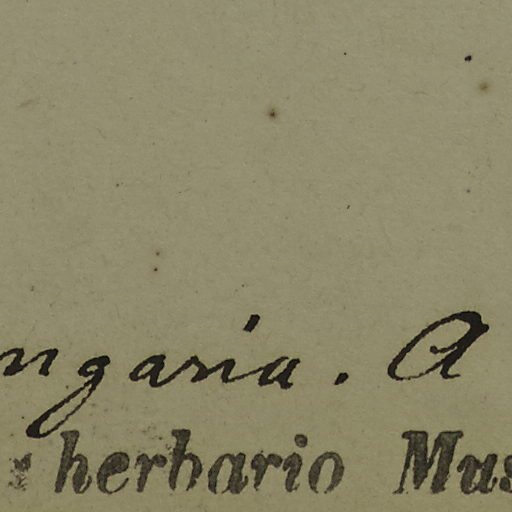 ngaria. A
herbario Mus